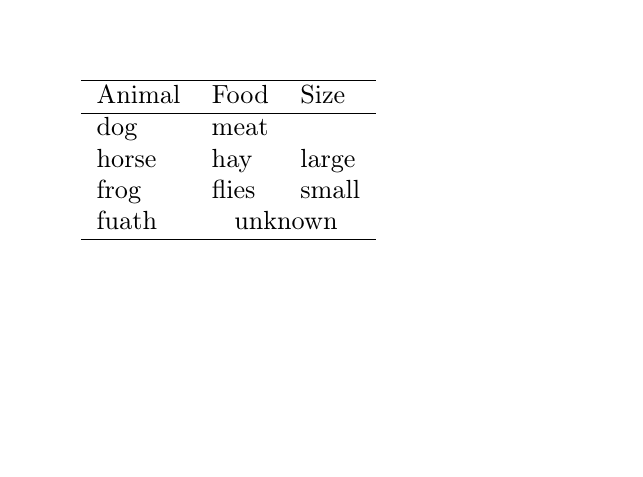 Animal Food Size
dog meat
horse hay large
frog flies small
fuath unknown